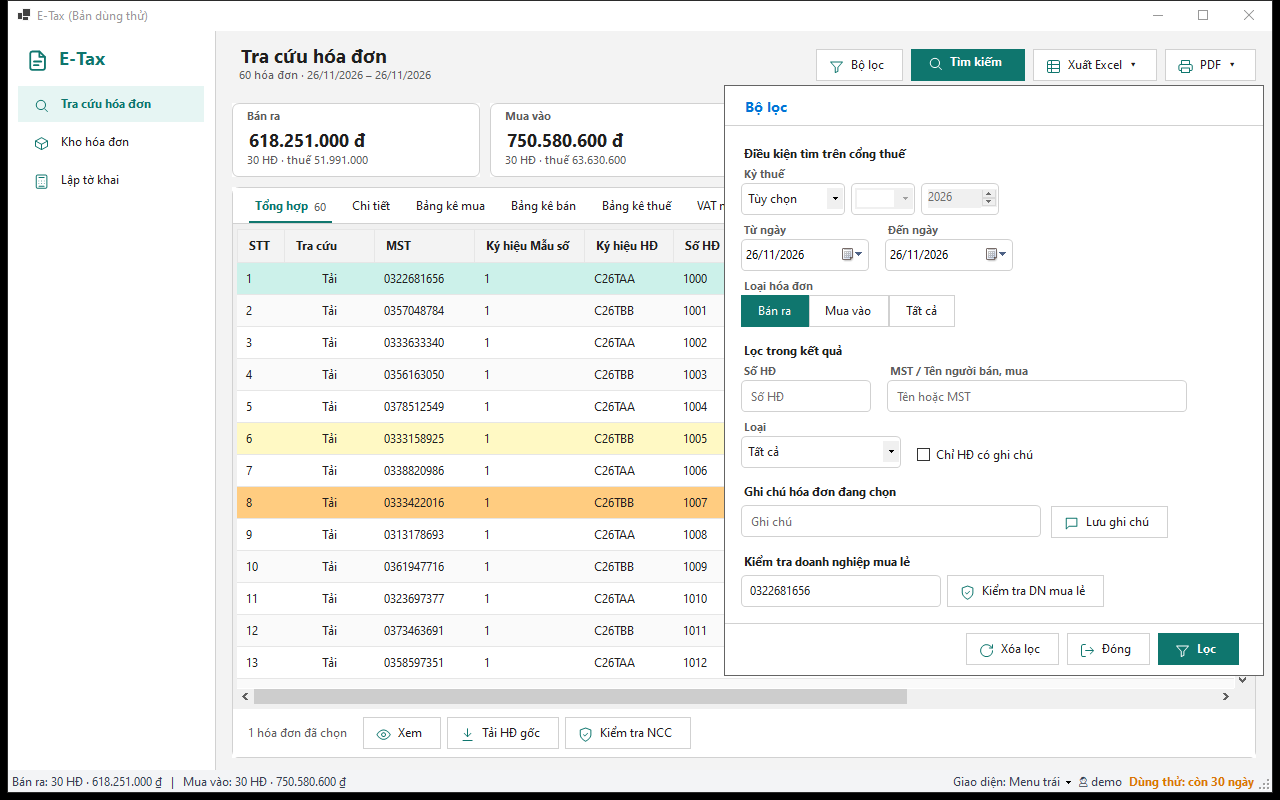 E-Tax (Bản dùng thử)
E-Tax
Tra cứu hóa đơn
Kho hóa đơn
Lập tờ khai
Tra cứu hóa đơn
60 hóa đơn · 26/11/2026 – 26/11/2026
Bộ lọc
Tìm kiếm
Xuất Excel
PDF
Bán ra
618.251.000 đ
30 HĐ · thuế 51.991.000
Mua vào
750.580.600 đ
30 HĐ · thuế 63.630.600
Tổng hợp 60 Chi tiết Bảng kê mua Bảng kê bán Bảng kê thuế VAT
STT Tra cứu MST Ký hiệu Mẫu số Ký hiệu HĐ Số HĐ
1 Tải 0322681656 1 C26TAA 1000
2 Tải 0357048784 1 C26TBB 1001
3 Tải 0333633340 1 C26TAA 1002
4 Tải 0356163050 1 C26TBB 1003
5 Tải 0378512549 1 C26TAA 1004
6 Tải 0333158925 1 C26TBB 1005
7 Tải 0338820986 1 C26TAA 1006
8 Tải 0333422016 1 C26TBB 1007
9 Tải 0313178693 1 C26TAA 1008
10 Tải 0361947716 1 C26TBB 1009
11 Tải 0323697377 1 C26TAA 1010
12 Tải 0373463691 1 C26TBB 1011
13 Tải 0358597351 1 C26TAA 1012
Bộ lọc
Điều kiện tìm trên cổng thuế
Kỳ thuế
Tùy chọn 2026
Từ ngày Đến ngày
26/11/2026 26/11/2026
Loại hóa đơn
Bán ra Mua vào Tất cả
Lọc trong kết quả
Số HĐ MST / Tên người bán, mua
Số HĐ Tên hoặc MST
Loại
Tất cả Chỉ HĐ có ghi chú
Ghi chú hóa đơn đang chọn
Ghi chú Lưu ghi chú
Kiểm tra doanh nghiệp mua lẻ
0322681656 Kiểm tra DN mua lẻ
Xóa lọc Đóng Lọc
1 hóa đơn đã chọn Xem Tải HĐ gốc Kiểm tra NCC
Bán ra: 30 HĐ · 618.251.000 ₫ | Mua vào: 30 HĐ · 750.580.600 ₫
Giao diện: Menu trái demo Dùng thử: còn 30 ngày